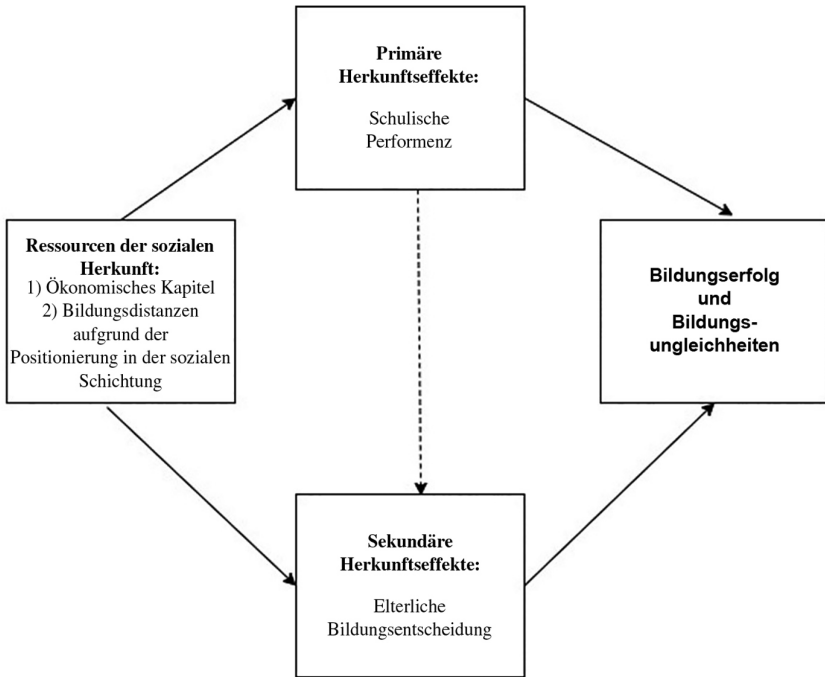 Primäre
Herkunftseffekte:
Schulische
Performenz
Ressourcen der sozialen
Herkunft:
1) Ökonomisches Kapitel
2) Bildungsdistanzen
aufgrund der
Positionierung in der sozialen
Schichtung
Bildungserfolg
und
Bildungs-
ungleichheiten
Sekundäre
Herkunftseffekte:
Elterliche
Bildungsentscheidung